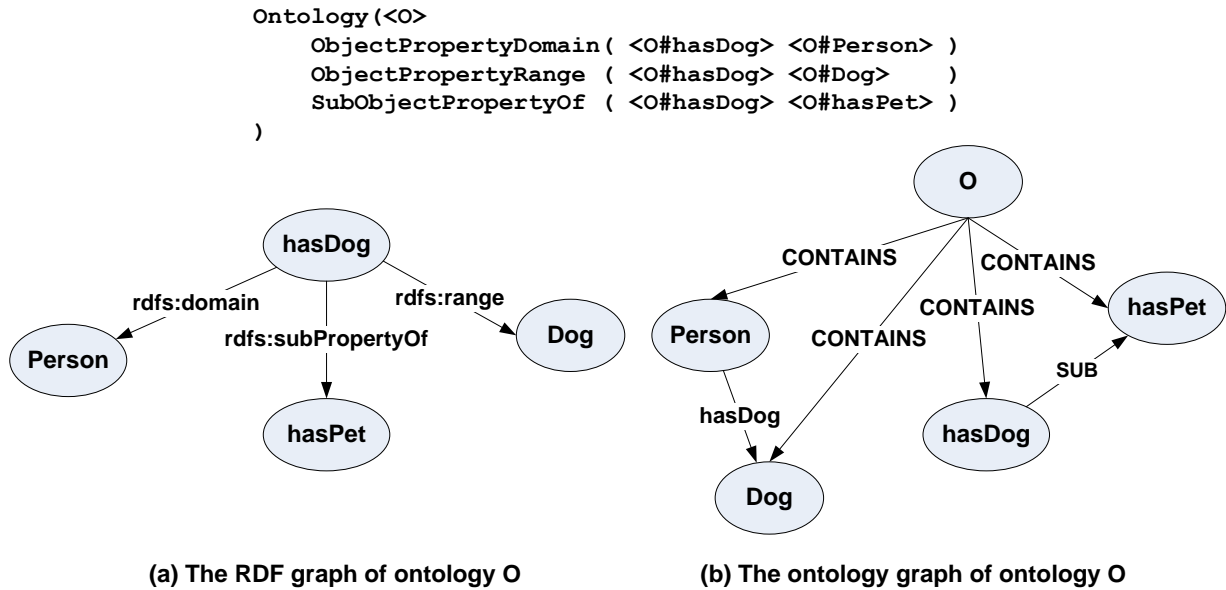 Ontology(<O>
ObjectPropertyDomain( <O#hasDog> <O#Person> )
ObjectPropertyRange ( <O#hasDog> <O#Dog> )
SubObjectPropertyOf ( <O#hasDog> <O#hasPet> )
)
hasDog
rdfs:domain
rdfs:range
rdfs:subPropertyOf
Person
Dog
hasPet
(a) The RDF graph of ontology O
O
CONTAINS
CONTAINS
CONTAINS
CONTAINS
Person
hasPet
SUB
hasDog
hasDog
Dog
(b) The ontology graph of ontology O